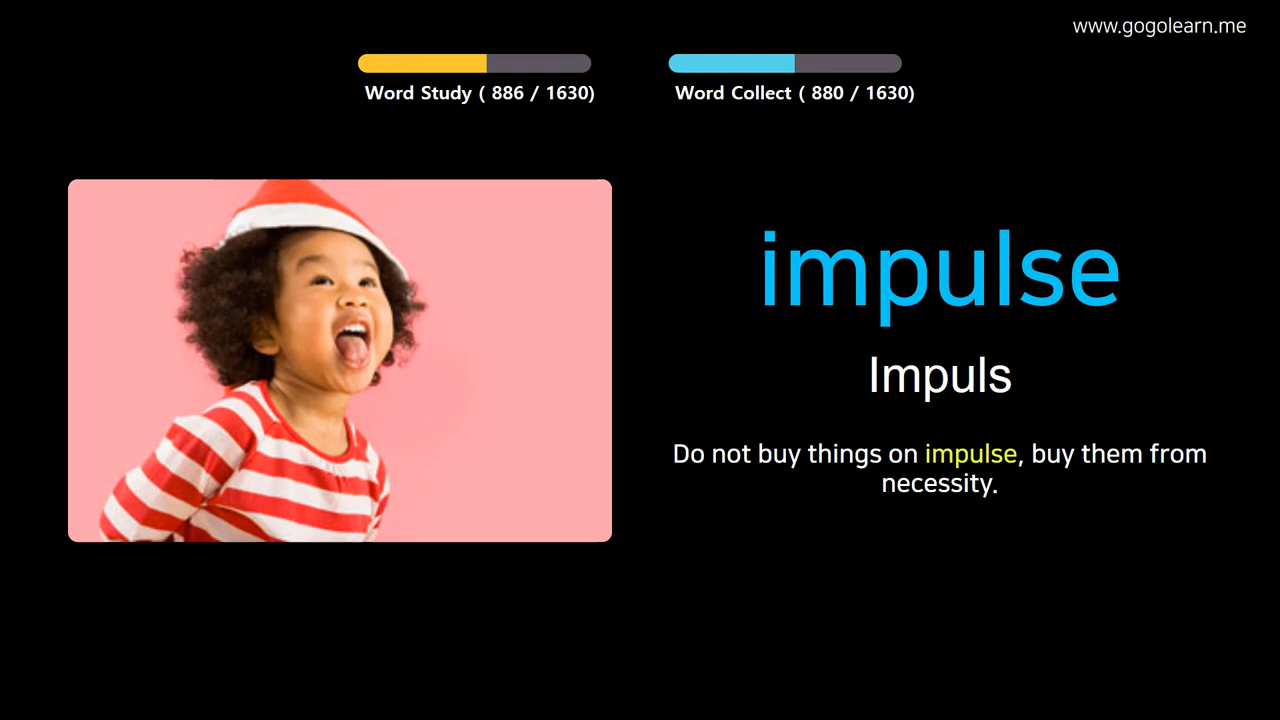 www.gogolearn.me
Word Study ( 886 / 1630)
Word Collect ( 880 / 1630)
impulse
Impuls
Do not buy things on impulse, buy them from
necessity.